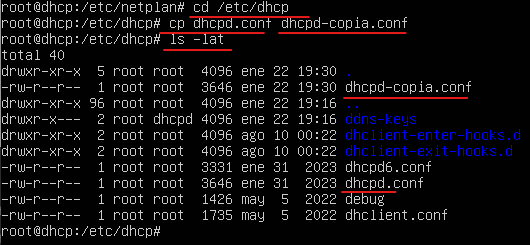 root@dhcp:/etc/netplan# cd /etc/dhcp
root@dhcp:/etc/dhcp# cp dhcpd.conf dhcpd-copia.conf
root@dhcp:/etc/dhcp# ls -lat
total 40
drwxr-xr-x  5 root root  4096 ene 22 19:30 .
-rw-r--r--  1 root root  3646 ene 22 19:30 dhcpd-copia.conf
drwxr-xr-x 96 root root  4096 ene 22 19:16 ..
drwxr-x---  2 root dhcpd 4096 ene 22 19:16 ddns-keys
drwxr-xr-x  2 root root  4096 ago 10 00:22 dhclient-enter-hooks.d
drwxr-xr-x  2 root root  4096 ago 10 00:22 dhclient-exit-hooks.d
-rw-r--r--  1 root root  3331 ene 31  2023 dhcpd6.conf
-rw-r--r--  1 root root  3646 ene 31  2023 dhcpd.conf
-rw-r--r--  1 root root  1426 may  5  2022 debug
-rw-r--r--  1 root root  1735 may  5  2022 dhclient.conf
root@dhcp:/etc/dhcp#